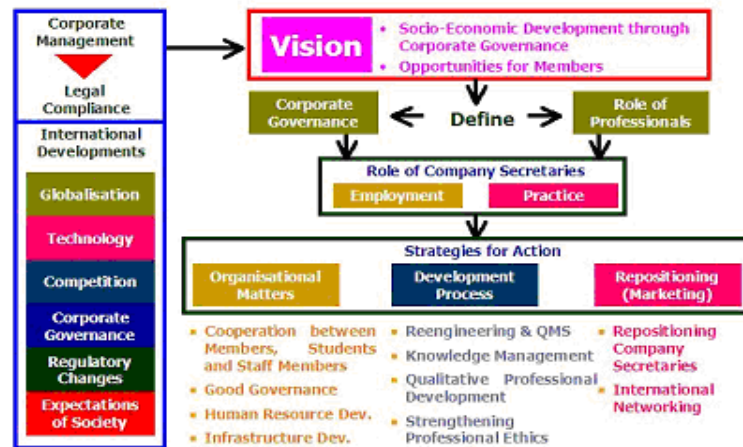 Corporate
Management
Legal
Compliance
International
Developments
Globalisation
Technology
Competition
Corporate
Governance
Regulatory
Changes
Expectations
of Society
Vision
• Socio-Economic Development through
Corporate Governance
• Opportunities for Members
Corporate
Governance
Define
Role of
Professionals
Role of Company Secretaries
Employment
Practice
Strategies for Action
Organisational
Matters
Development
Process
Repositioning
(Marketing)
Cooperation between
Members, Students
and Staff Members
Good Governance
Human Resource Dev.
Infrastructure Dev.
Reengineering & QMS
Knowledge Management
Qualitative Professional
Development
Strengthening
Professional Ethics
Repositioning
Company
Secretaries
International
Networking